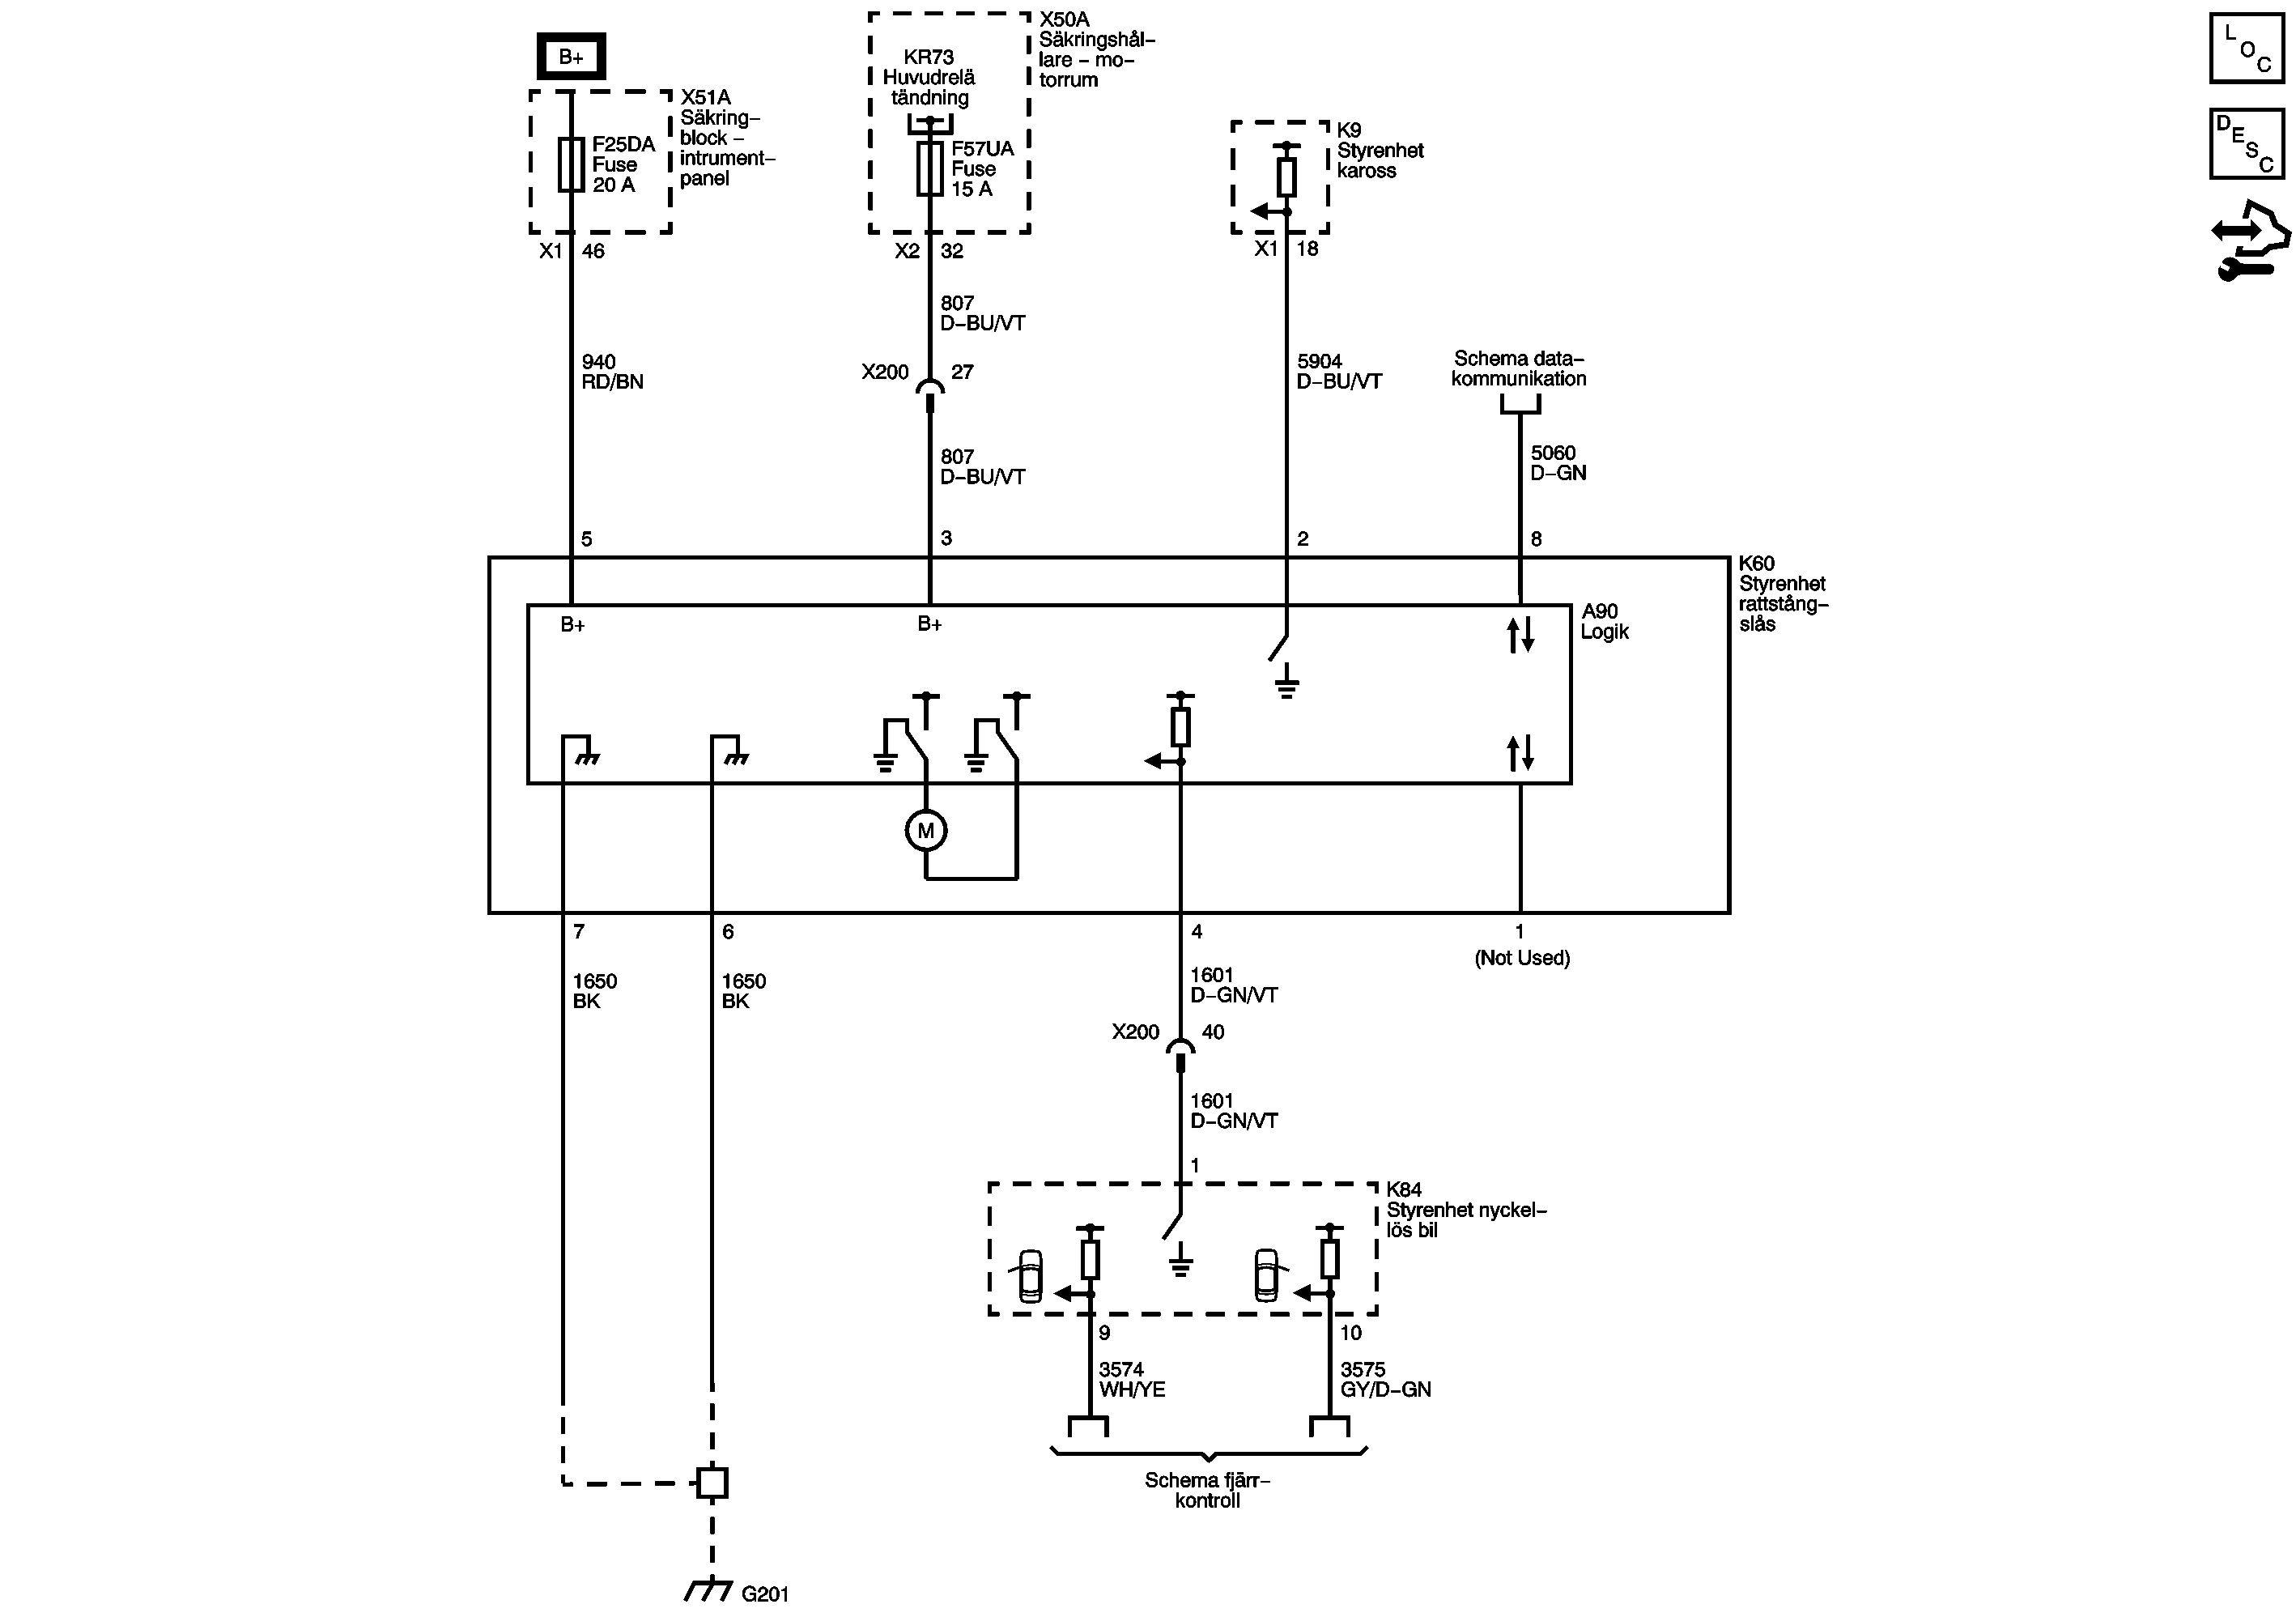 B+
X51A
Säkring–
block –
intrument–
panel
F25DA
Fuse
20 A
X1 46
940
RD/BN
X50A
Säkringshål–
lare – mo–
torrum
KR73
Huvudrelä
tändning
F57UA
Fuse
15 A
X2 32
807
D–BU/VT
X200 27
807
D–BU/VT
K9
Styrenhet
kaross
X1 18
5904
D–BU/VT
Schema data–
kommunikation
5060
D–GN
L
O
C
D
E
S
C
5 3 2 8
K60
Styrenhet
rattstång–
slås
A90
Logik
B+ B+
M
7 6 4 1
(Not Used)
1650
BK
1650
BK
1601
D–GN/VT
X200 40
1601
D–GN/VT
1
K84
Styrenhet nyckel–
lös bil
9 10
3574
WH/YE
3575
GY/D–GN
Schema fjärr–
kontroll
G201